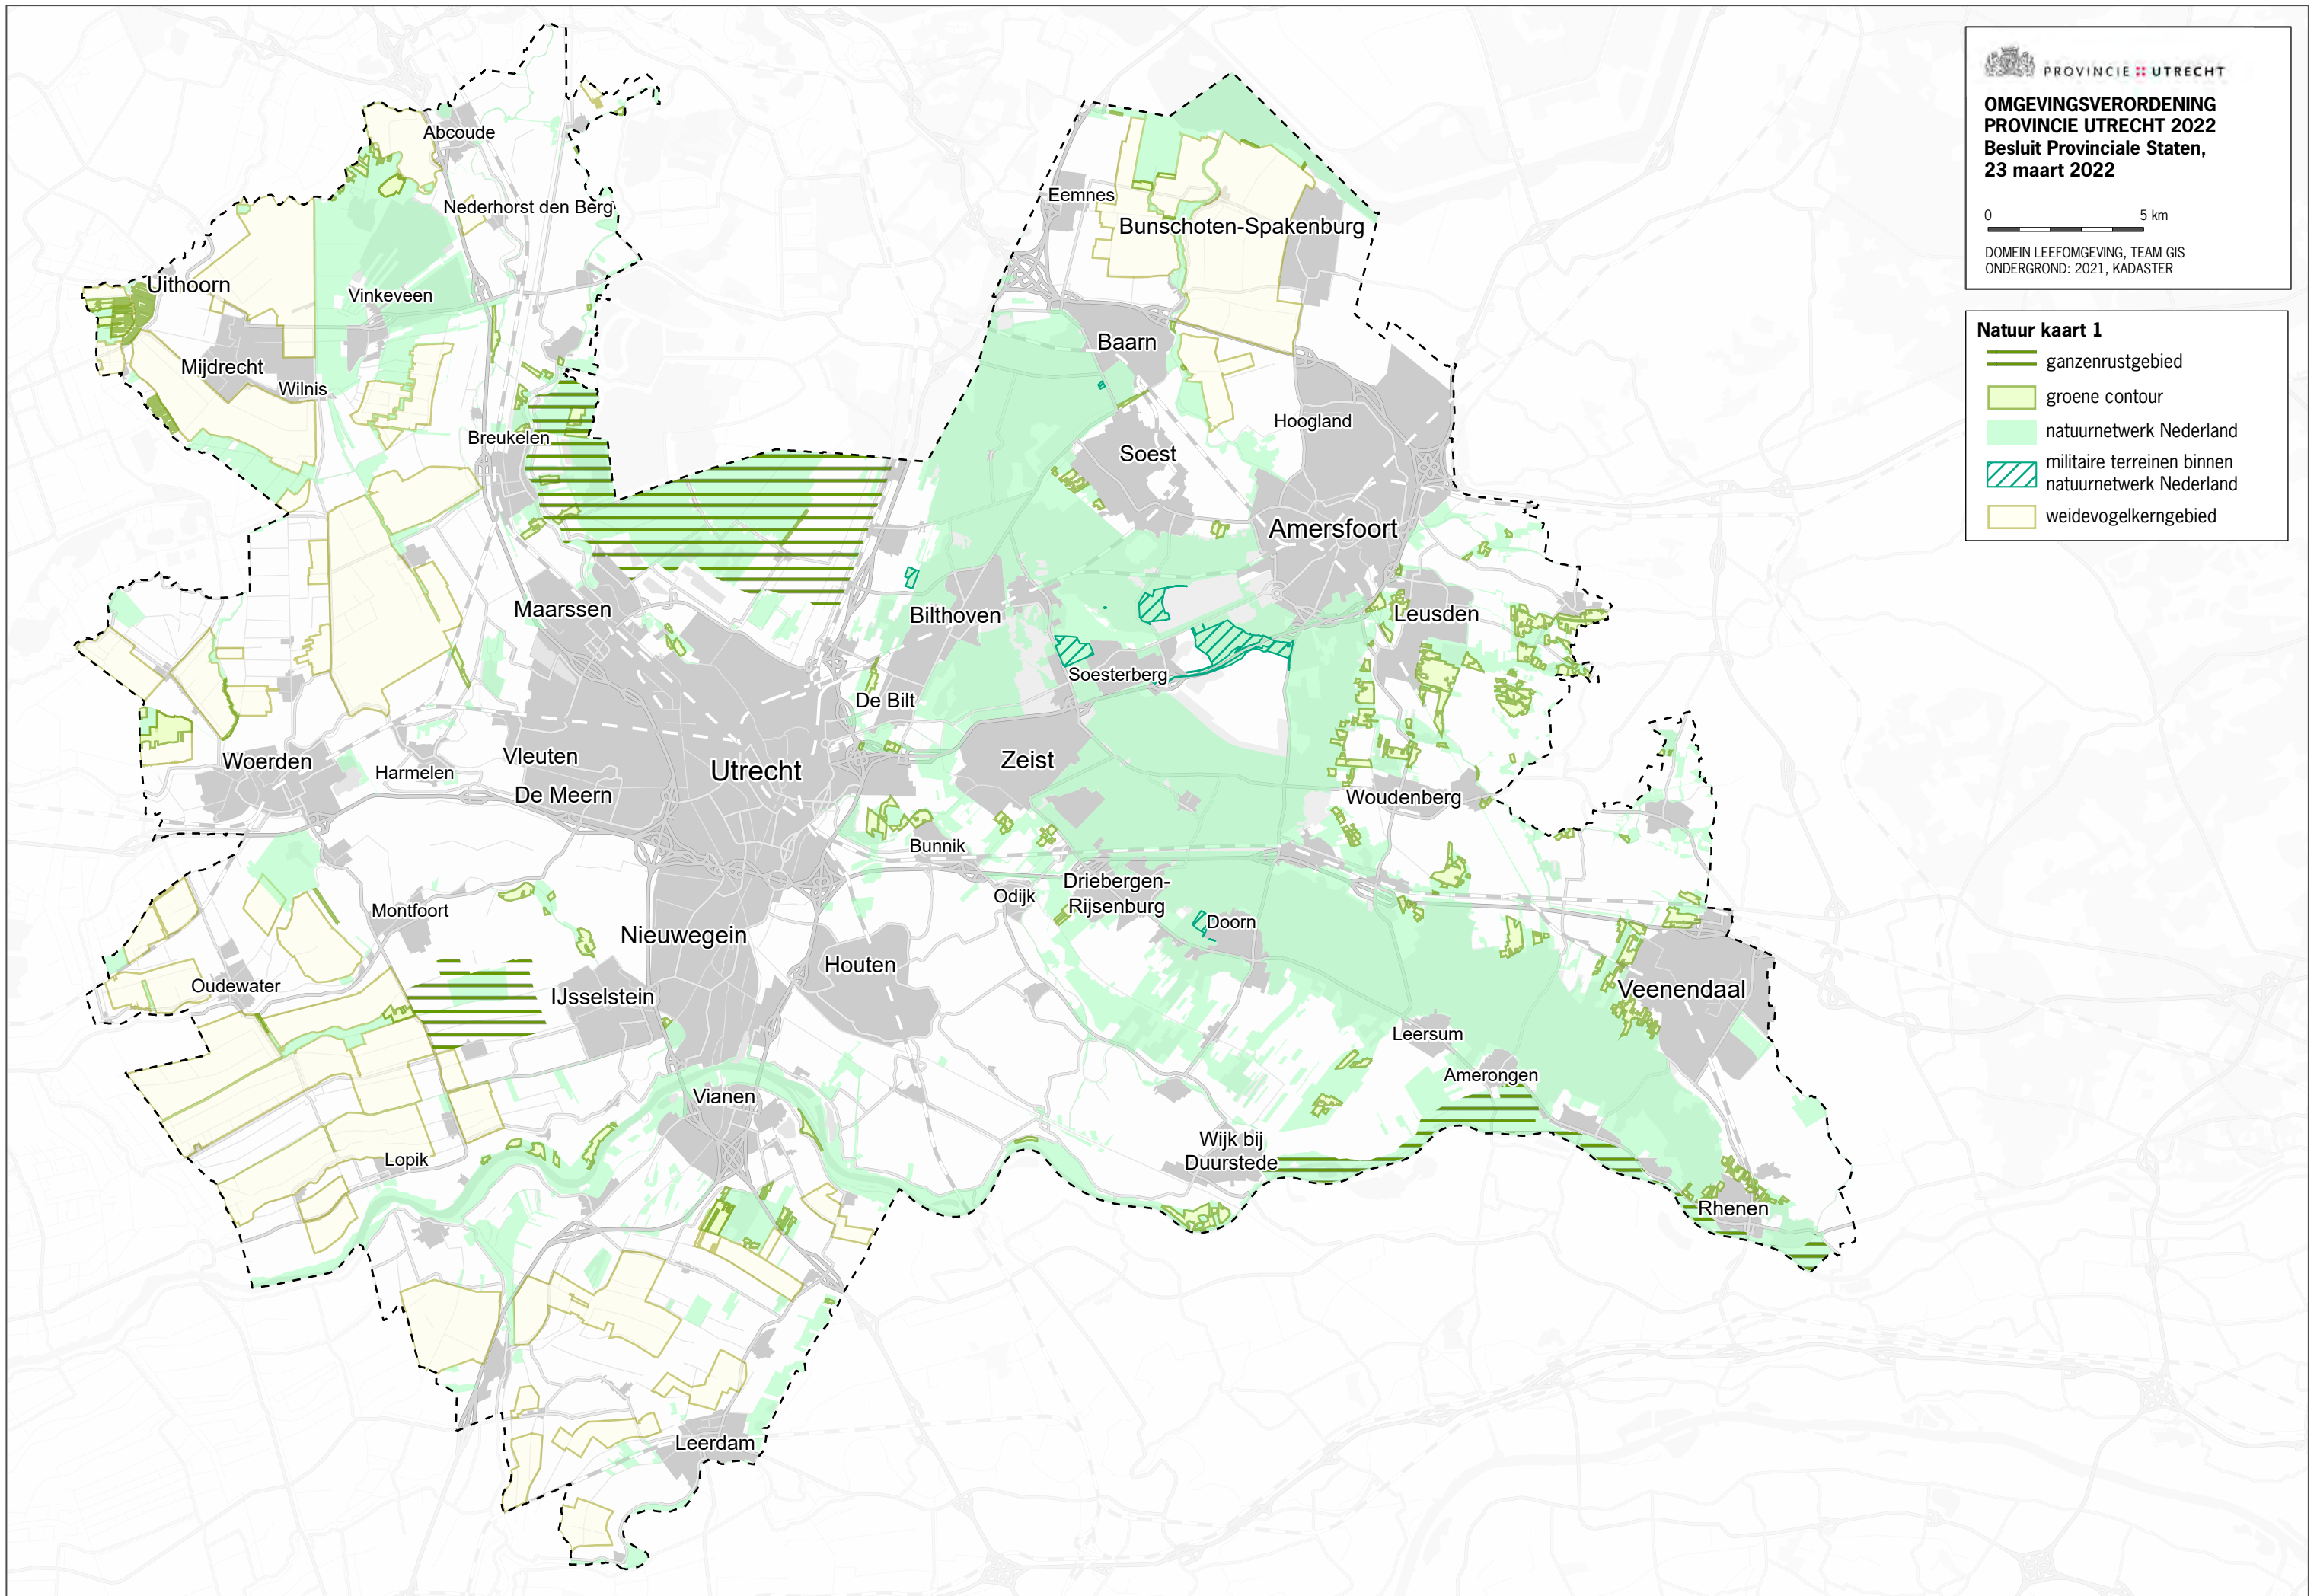 PROVINCIE UTRECHT
OMGEVINGSVERORDENING
PROVINCIE UTRECHT 2022
Besluit Provinciale Staten,
23 maart 2022
0 5 km
DOMEIN LEEFOMGEVING, TEAM GIS
ONDERGROND: 2021, KADASTER
Natuur kaart 1
ganzenrustgebied
groene contour
natuurnetwerk Nederland
militaire terreinen binnen
natuurnetwerk Nederland
weidevogelkerngebied
Abcoude
Nederhorst den Berg
Eemnes
Bunschoten-Spakenburg
Uithoorn
Vinkeveen
Baarn
Mijdrecht
Wilnis
Hoogland
Breukelen
Soest
Amersfoort
Maarssen
Bilthoven
Leusden
Soesterberg
De Bilt
Vleuten
Woerden
Harmelen
Utrecht
Zeist
De Meern
Woudenberg
Bunnik
Driebergen-
Rijsenburg
Odijk
Montfoort
Doorn
Nieuwegein
Houten
Oudewater
IJsselstein
Veenendaal
Leersum
Amerongen
Vianen
Wijk bij
Duurstede
Lopik
Rhenen
Leerdam